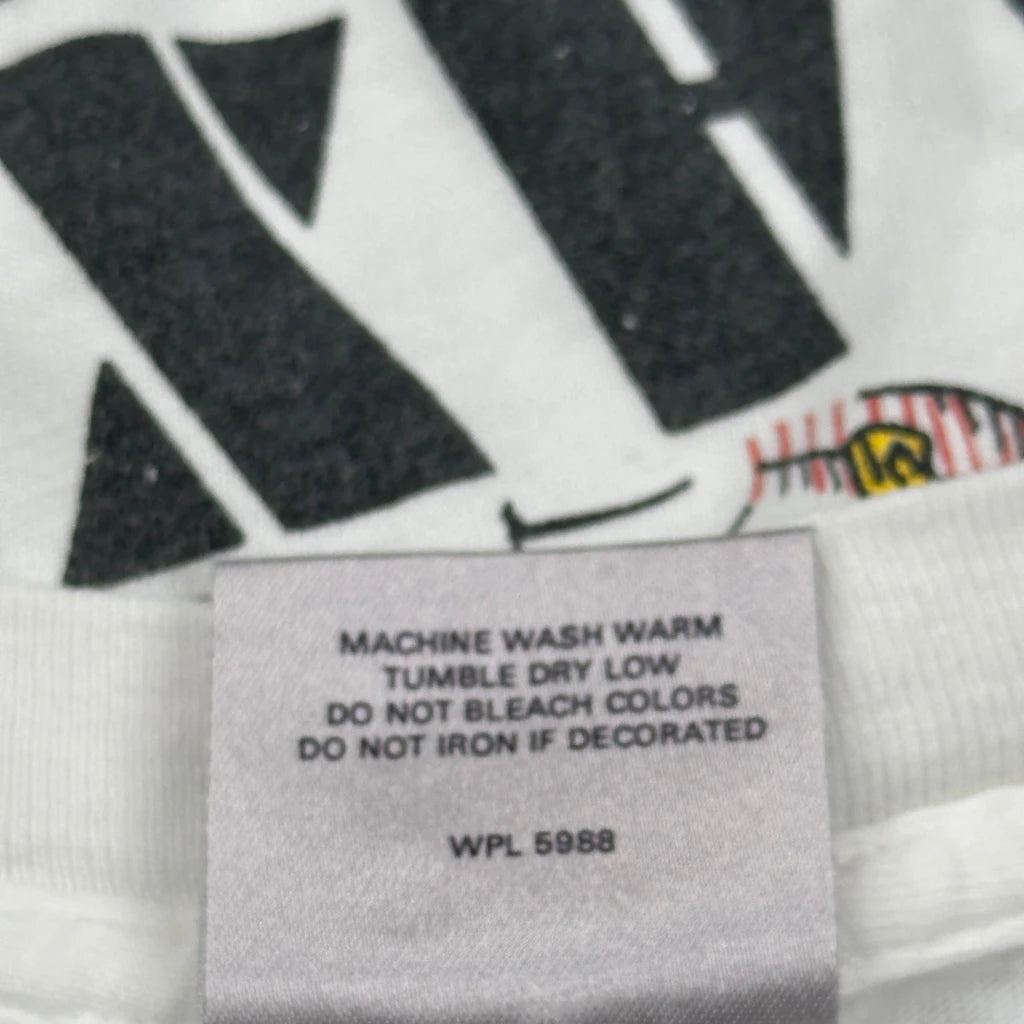 MACHINE WASH WARM
TUMBLE DRY LOW
DO NOT BLEACH COLORS
DO NOT IRON IF DECORATED
WPL 5988